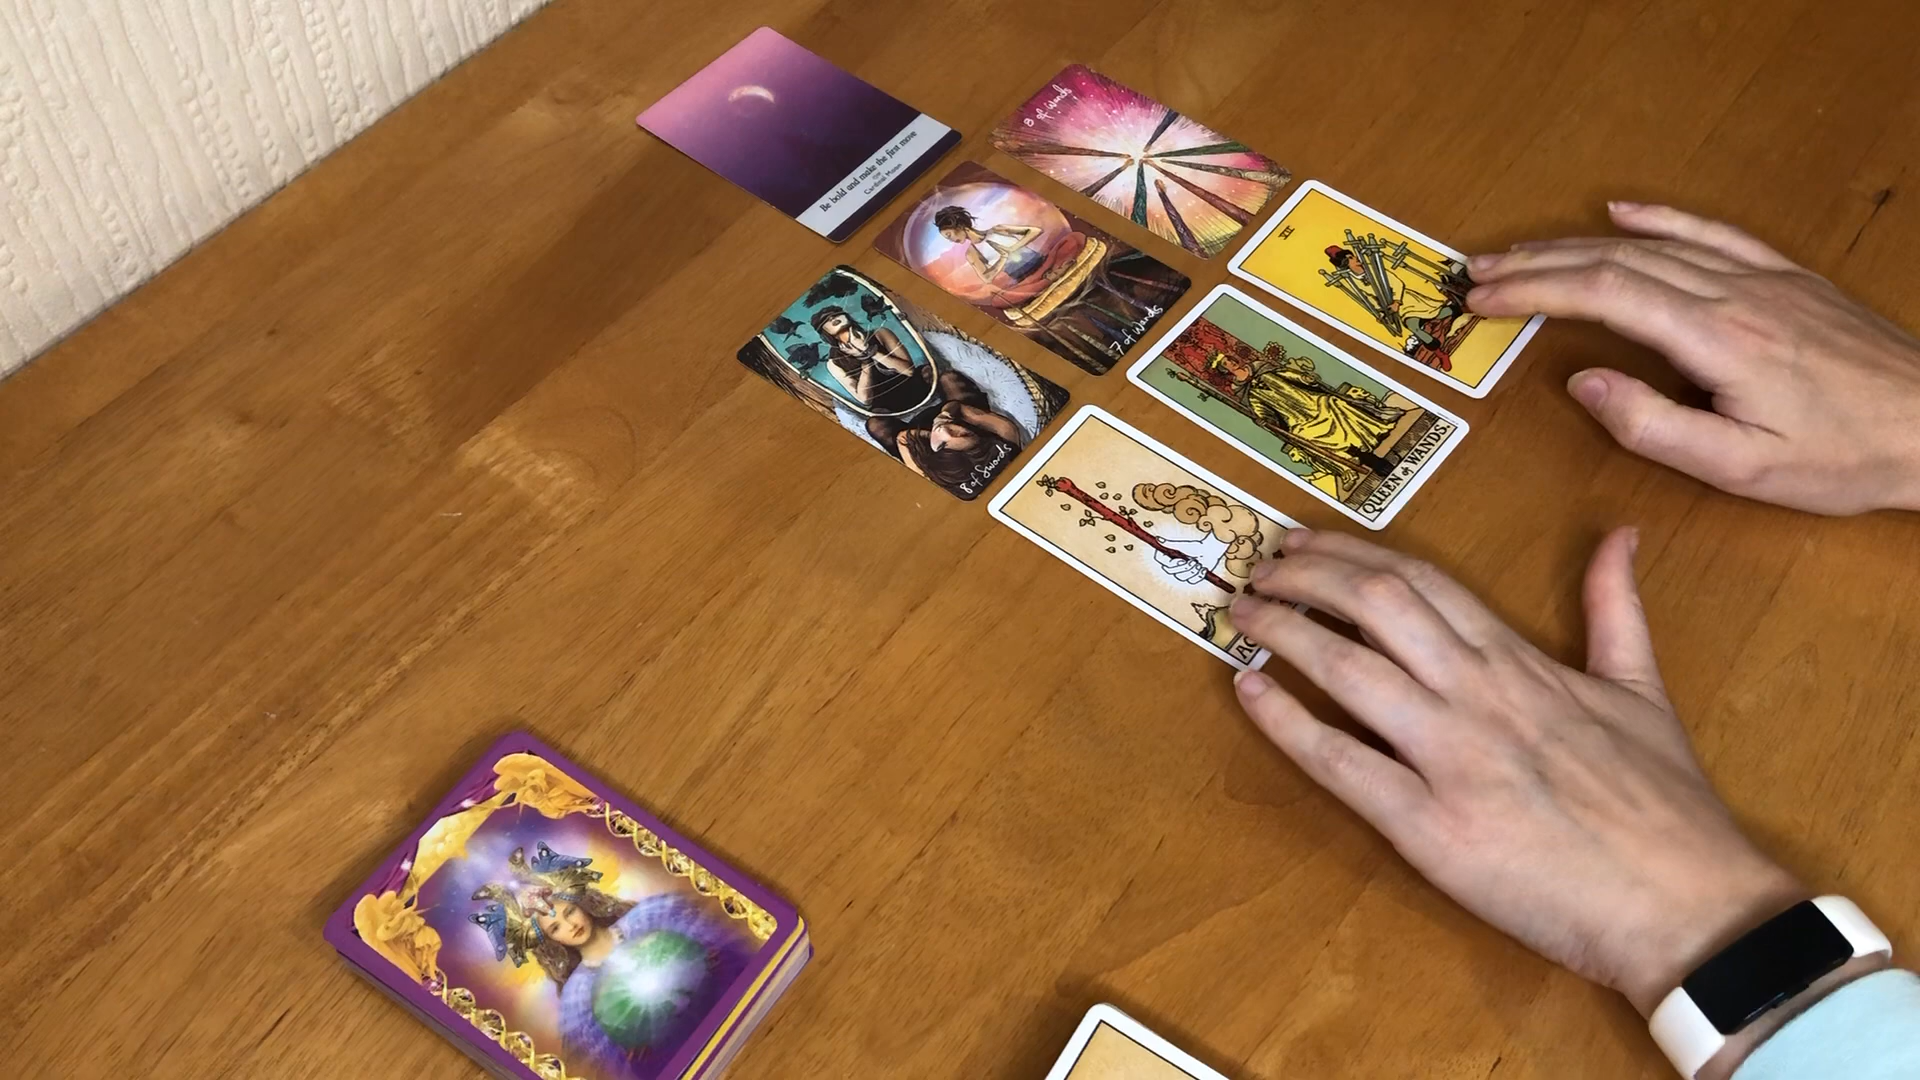 Be bold and make the first move
Cardinal Moon
8 of Wands
7 of Wands
8 of Swords
VII
QUEEN of WANDS.